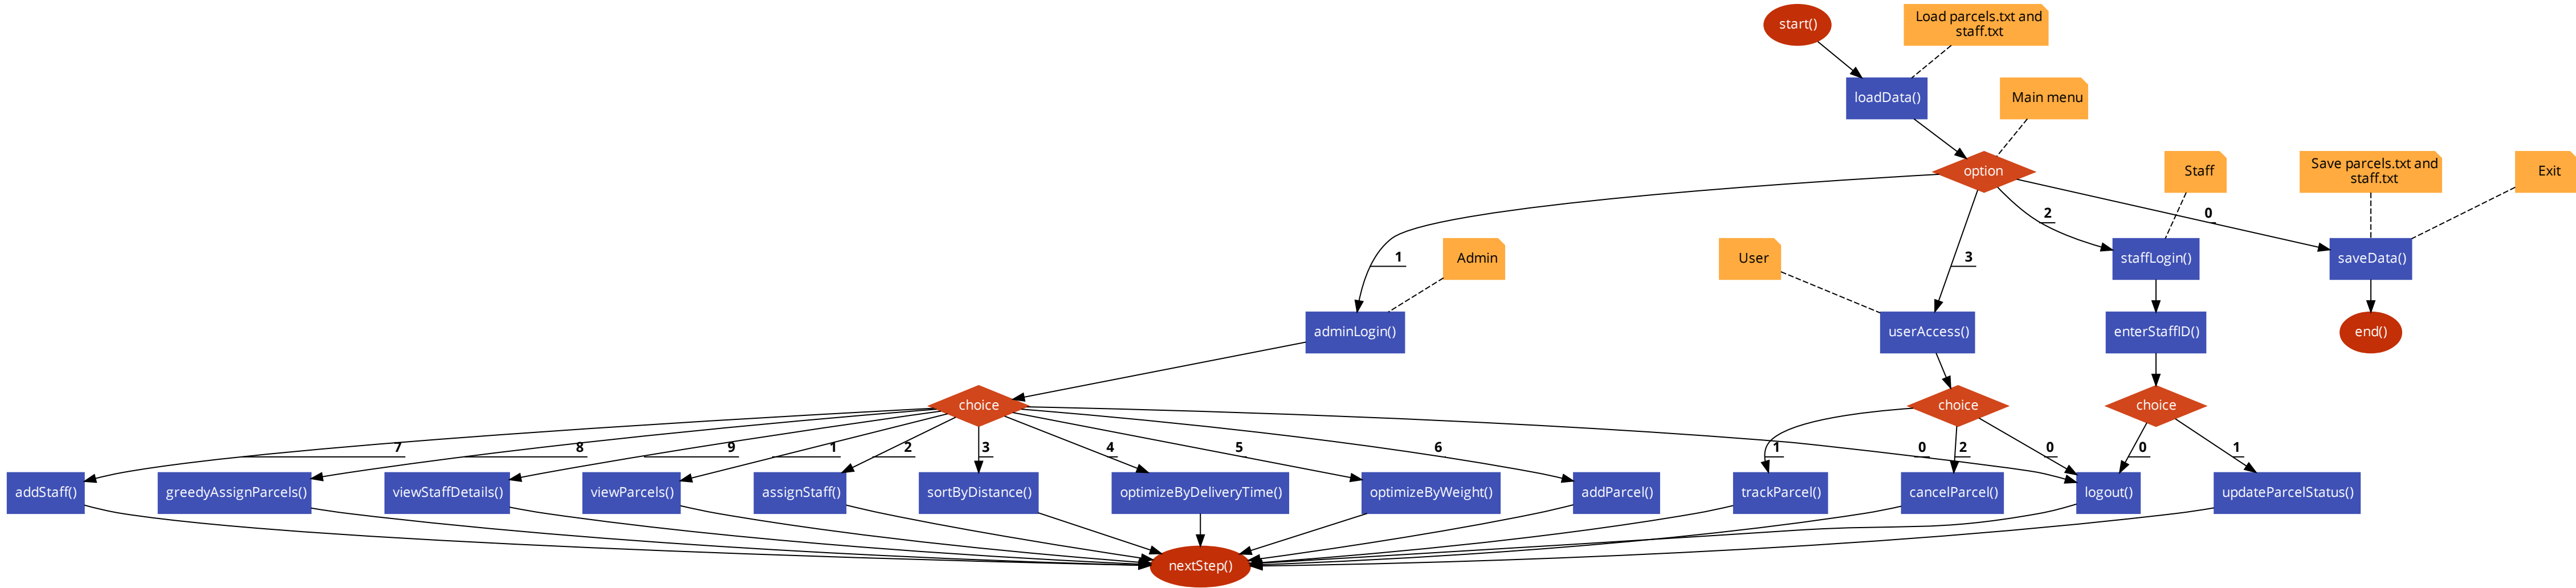 start()
Load parcels.txt and
staff.txt
loadData()
Main menu
option
Staff
Save parcels.txt and
staff.txt
Exit
2
0
1
Admin
User
3
staffLogin()
saveData()
adminLogin()
userAccess()
enterStaffID()
end()
choice
choice
choice
7
8
9
1
2
3
4
5
6
0
1
2
0
0
1
addStaff()
greedyAssignParcels()
viewStaffDetails()
viewParcels()
assignStaff()
sortByDistance()
optimizeByDeliveryTime()
optimizeByWeight()
addParcel()
trackParcel()
cancelParcel()
logout()
updateParcelStatus()
nextStep()